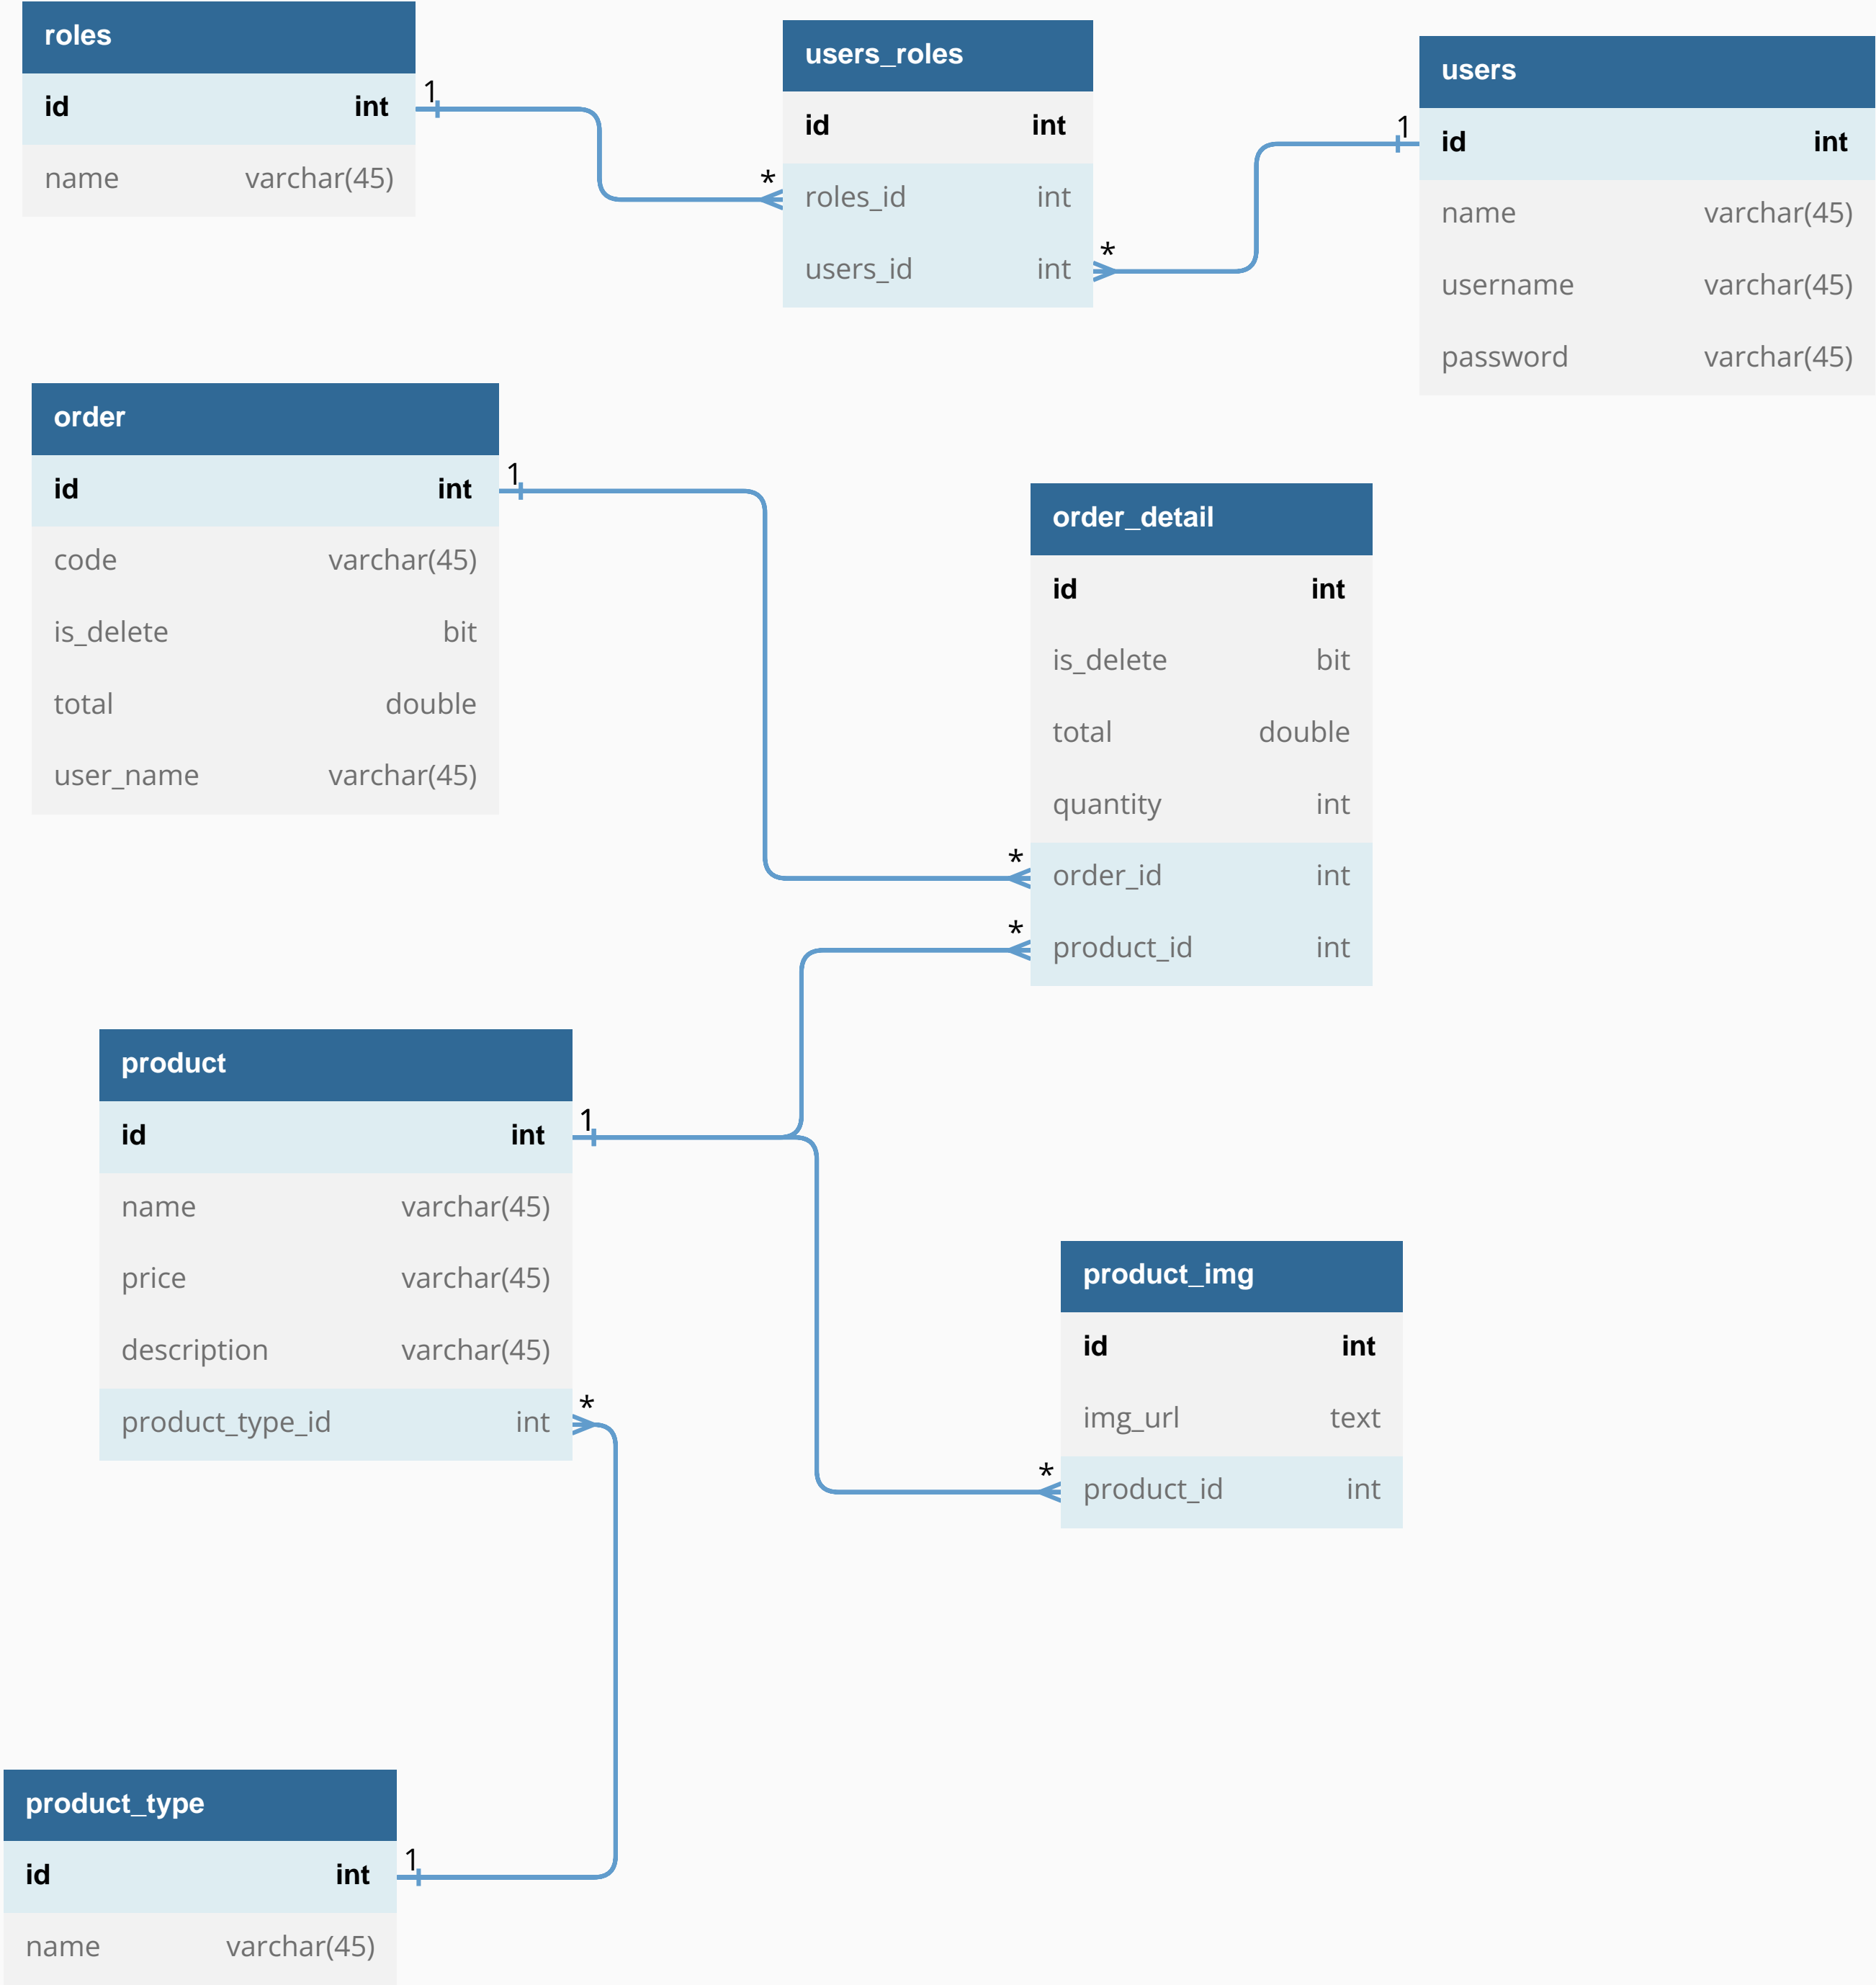 roles
id int
name varchar(45)
1
*
users_roles
id int
roles_id int
users_id int
*
1
users
id int
name varchar(45)
username varchar(45)
password varchar(45)
order
id int
code varchar(45)
is_delete bit
total double
user_name varchar(45)
1
*
order_detail
id int
is_delete bit
total double
quantity int
order_id int
product_id int
*
product
id int
name varchar(45)
price varchar(45)
description varchar(45)
product_type_id int
1
*
*
product_img
id int
img_url text
product_id int
product_type
id int
name varchar(45)
1